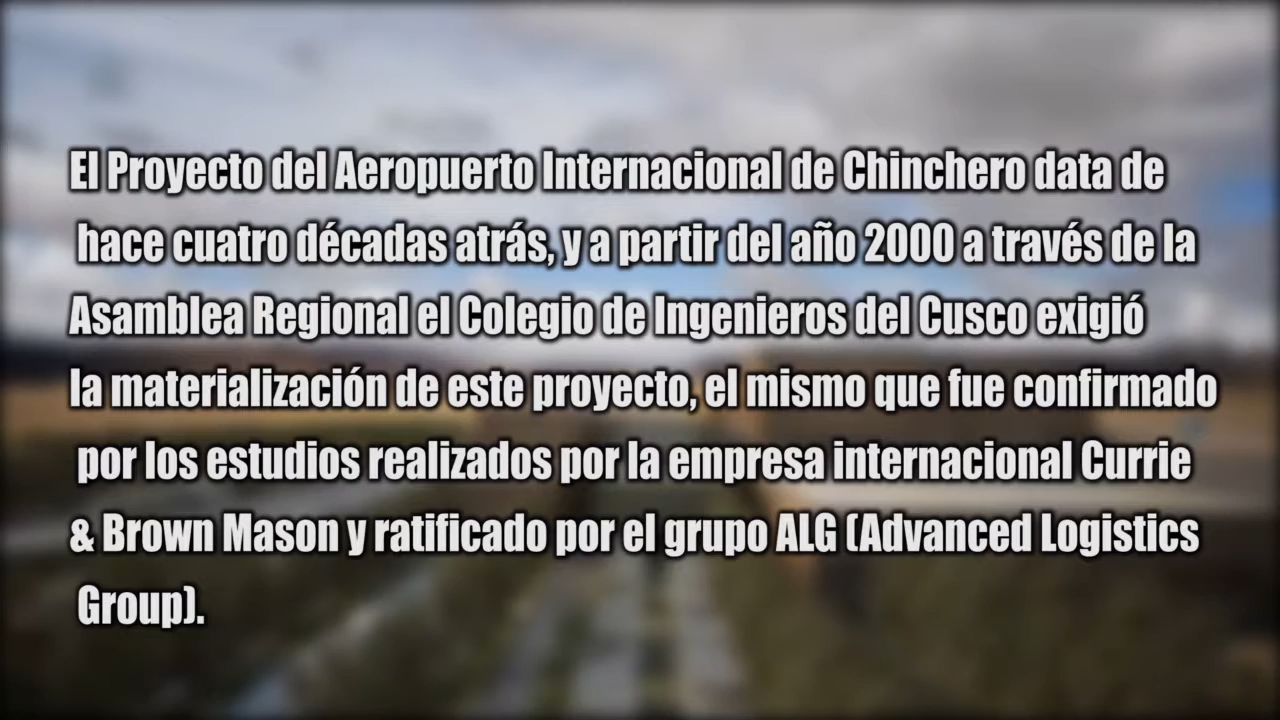 El Proyecto del Aeropuerto Internacional de Chinchero data de
hace cuatro décadas atrás, y a partir del año 2000 a través de la
Asamblea Regional el Colegio de Ingenieros del Cusco exigió
la materialización de este proyecto, el mismo que fue confirmado
por los estudios realizados por la empresa internacional Currie
& Brown Mason y ratificado por el grupo ALG (Advanced Logistics
Group).